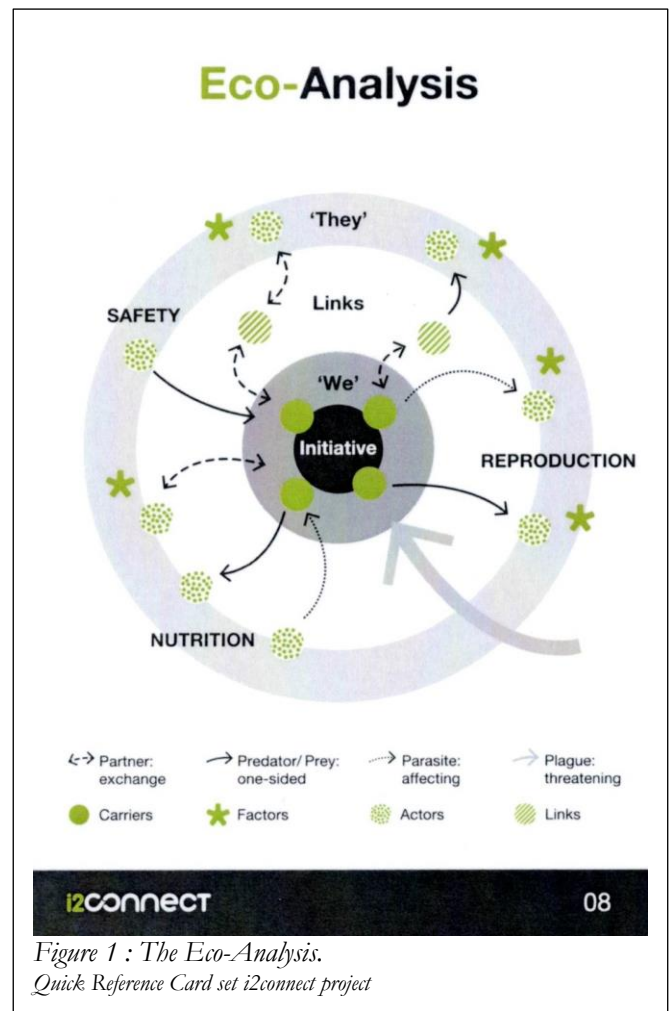 Eco-Analysis
'They'
Links
SAFETY
'We'
Initiative
REPRODUCTION
NUTRITION
Partner: exchange
Predator/ Prey: one-sided
Parasite: affecting
Plague: threatening
Carriers
Factors
Actors
Links
i2connect
08
Figure 1 : The Eco-Analysis.
Quick Reference Card set i2connect project